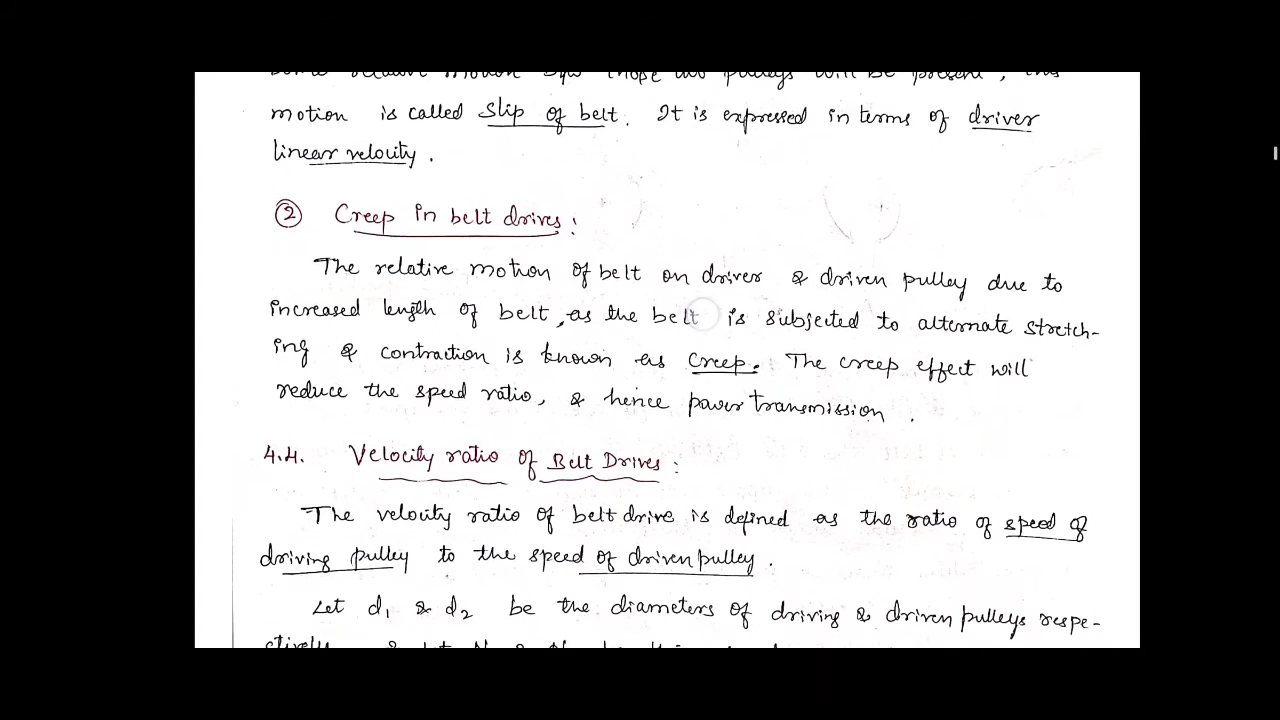 motion is called slip of belt. It is expressed in terms of driver
linear velouty.
② Creep in belt drives:
The relative motion of belt on driver & driven pulley due to
increased length of belt, as the belt is subjected to alternate stretch-
ing & contraction is known as creep. The creep effect will
reduce the speed ratio, & hence power transmission.
4.4. Velocity ratio of Belt Drives:
The velocity ratio of belt drive is defined as the ratio of speed of
driving pulley to the speed of driven pulley.
Let d₁ & d₂ be the diameters of driving & driven pulleys respe-